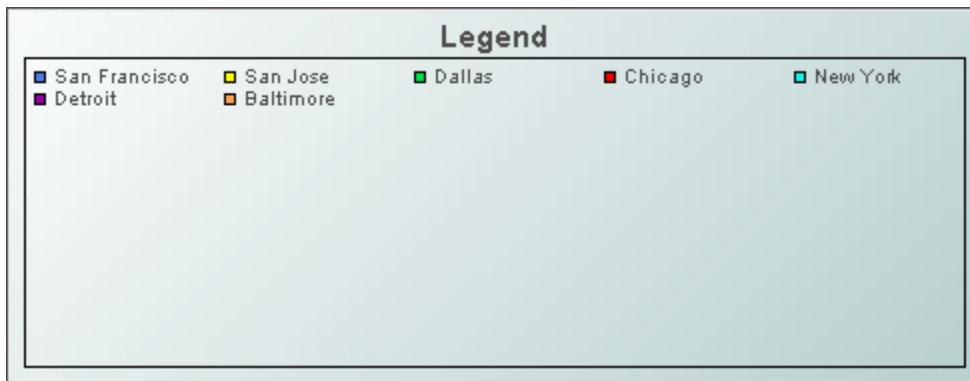 Legend
San Francisco San Jose Dallas Chicago New York
Detroit Baltimore